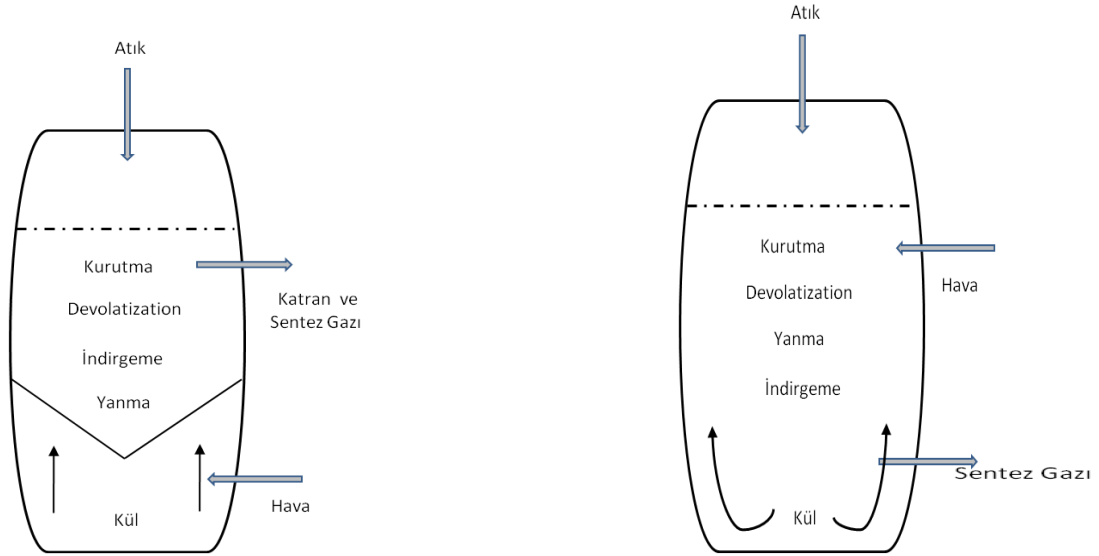 Atık
Kurutma
Katran ve
Sentez Gazı
Devolatization
İndirgeme
Yanma
Hava
Kül
Atık
Kurutma
Hava
Devolatization
Yanma
İndirgeme
Sentez Gazı
Kül